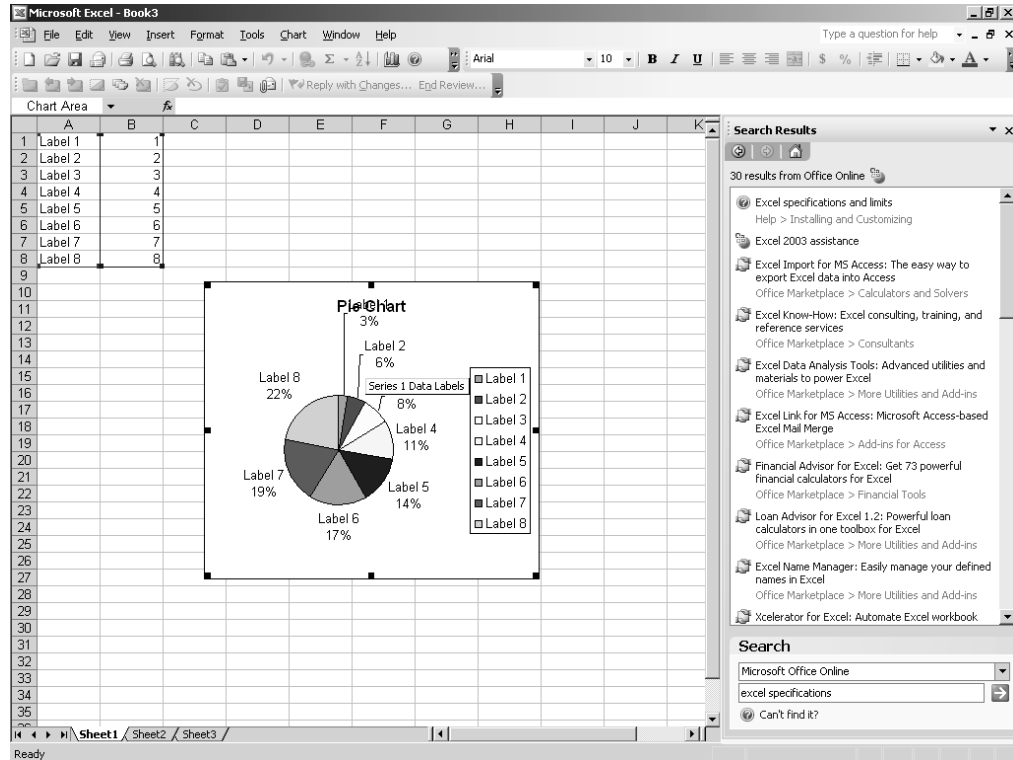 Microsoft Excel - Book3
File Edit View Insert Format Tools Chart Window Help Type a question for help
Arial 10 B I U $ %
Reply with Changes... End Review...
Chart Area fx
A B C D E F G H I J K
1 Label 1 1
2 Label 2 2
3 Label 3 3
4 Label 4 4
5 Label 5 5
6 Label 6 6
7 Label 7 7
8 Label 8 8
9
10
11
12
13
14
15
16
17
18
19
20
21
22
23
24
25
26
27
28
29
30
31
32
33
34
35
Pie Chart
3%
Label 2
6%
Series 1 Data Labels
8%
Label 4
11%
Label 5
14%
Label 6
17%
Label 7
19%
Label 8
22%
Label 1
Label 2
Label 3
Label 4
Label 5
Label 6
Label 7
Label 8
Sheet1 Sheet2 Sheet3
Ready
Search Results
30 results from Office Online
Excel specifications and limits
Help > Installing and Customizing
Excel 2003 assistance
Excel Import for MS Access: The easy way to
export Excel data into Access
Office Marketplace > Calculators and Solvers
Excel Know-How: Excel consulting, training, and
reference services
Office Marketplace > Consultants
Excel Data Analysis Tools: Advanced utilities and
materials to power Excel
Office Marketplace > More Utilities and Add-ins
Excel Link for MS Access: Microsoft Access-based
Excel Mail Merge
Office Marketplace > Add-ins for Access
Financial Advisor for Excel: Get 73 powerful
financial calculators for Excel
Office Marketplace > Financial Tools
Loan Advisor for Excel 1.2: Powerful loan
calculators in one toolbox for Excel
Office Marketplace > More Utilities and Add-ins
Excel Name Manager: Easily manage your defined
names in Excel
Office Marketplace > More Utilities and Add-ins
Xcelerator for Excel: Automate Excel workbook
Search
Microsoft Office Online
excel specifications
Can't find it?